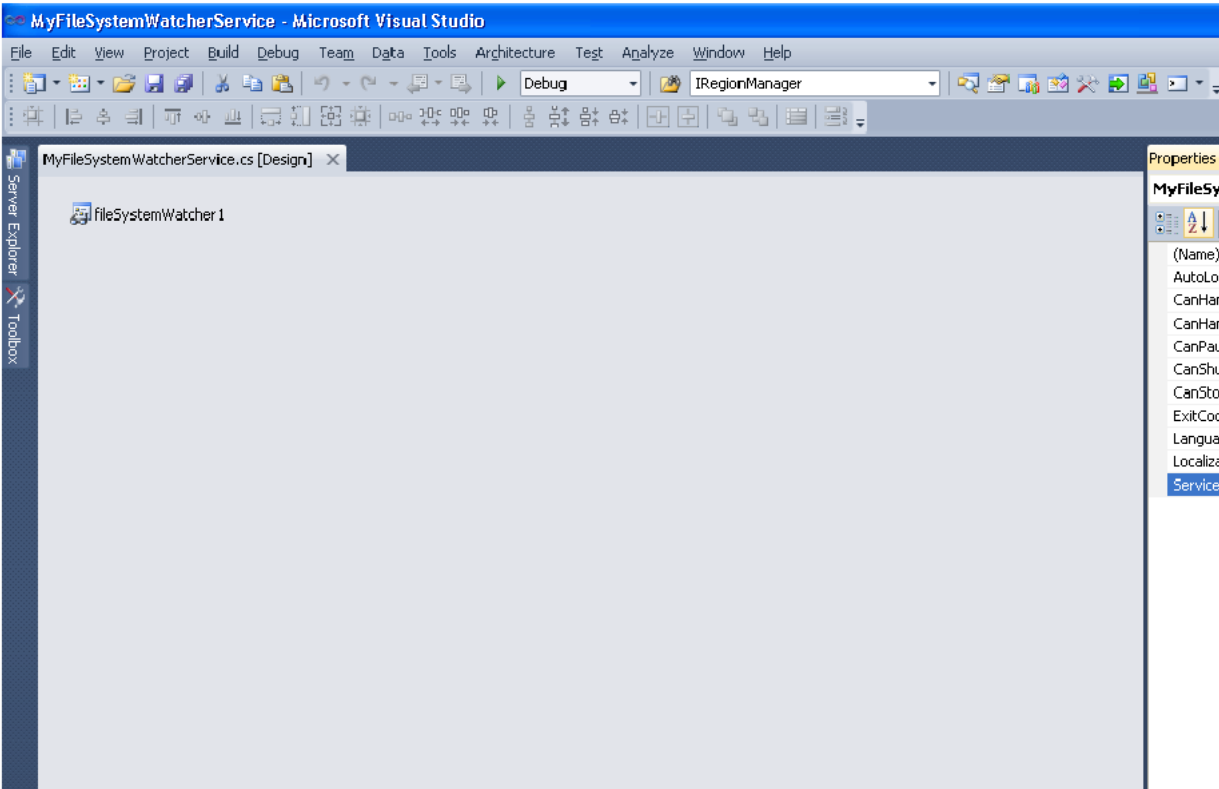 MyFileSystemWatcherService - Microsoft Visual Studio
File Edit View Project Build Debug Team Data Tools Architecture Test Analyze Window Help
Debug IRegionManager
MyFileSystemWatcherService.cs [Design]
Properties
MyFileSy
Server Explorer
Toolbox
fileSystemWatcher1
(Name)
AutoLo
CanHan
CanHan
CanPau
CanShu
CanSto
ExitCod
Langua
Localiza
Service